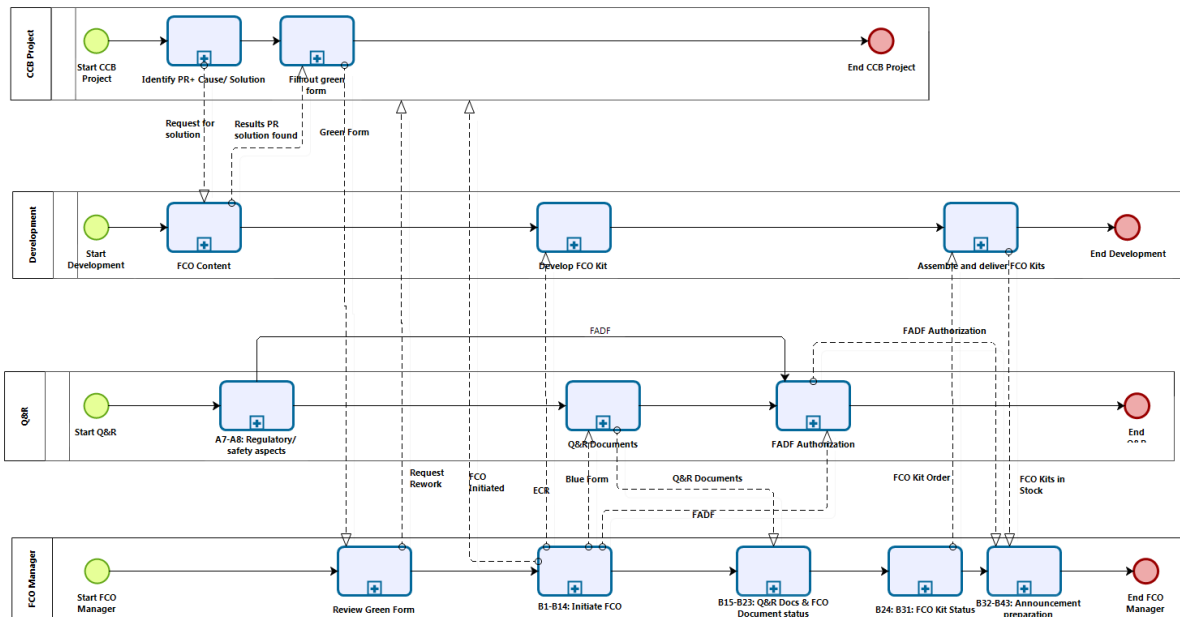 CCB Project
Start CCB
Project
Identify PR+ Cause/ Solution
Fill out green
form
End CCB Project
Request for
solution
Results PR
solution found
Green Form
Development
Start
Development
FCO Content
Develop FCO Kit
Assemble and deliver FCO Kits
End Development
FADF
FADF Authorization
Q&R
Start Q&R
A7-A8: Regulatory/
safety aspects
Q&R Documents
FADF Authorization
End
Request
Rework
FCO
Initiated
ECR
Blue Form
Q&R Documents
FADF
FCO Kit Order
FCO Kits in
Stock
FCO Manager
Start FCO
Manager
Review Green Form
B1-B14: Initiate FCO
B15-B23: Q&R Docs & FCO
Document status
B24: B31: FCO Kit Status
B32-B43: Announcement
preparation
End FCO
Manager